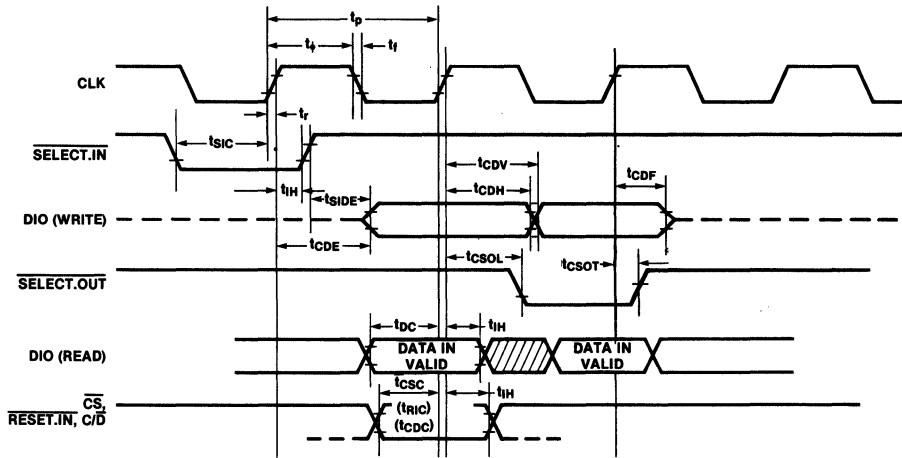 tp
tϕ
tf
CLK
tr
tSIC
SELECT.IN
tCDV
tIH
tCDH
tCDF
tSIDE
DIO (WRITE)
tCDE
tCSOL
tCSOT
SELECT.OUT
tDC
tIH
DIO (READ)
DATA IN
VALID
DATA IN
VALID
tCSC
tIH
CS,
RESET.IN, C/D
(tRIC)
(tCDC)